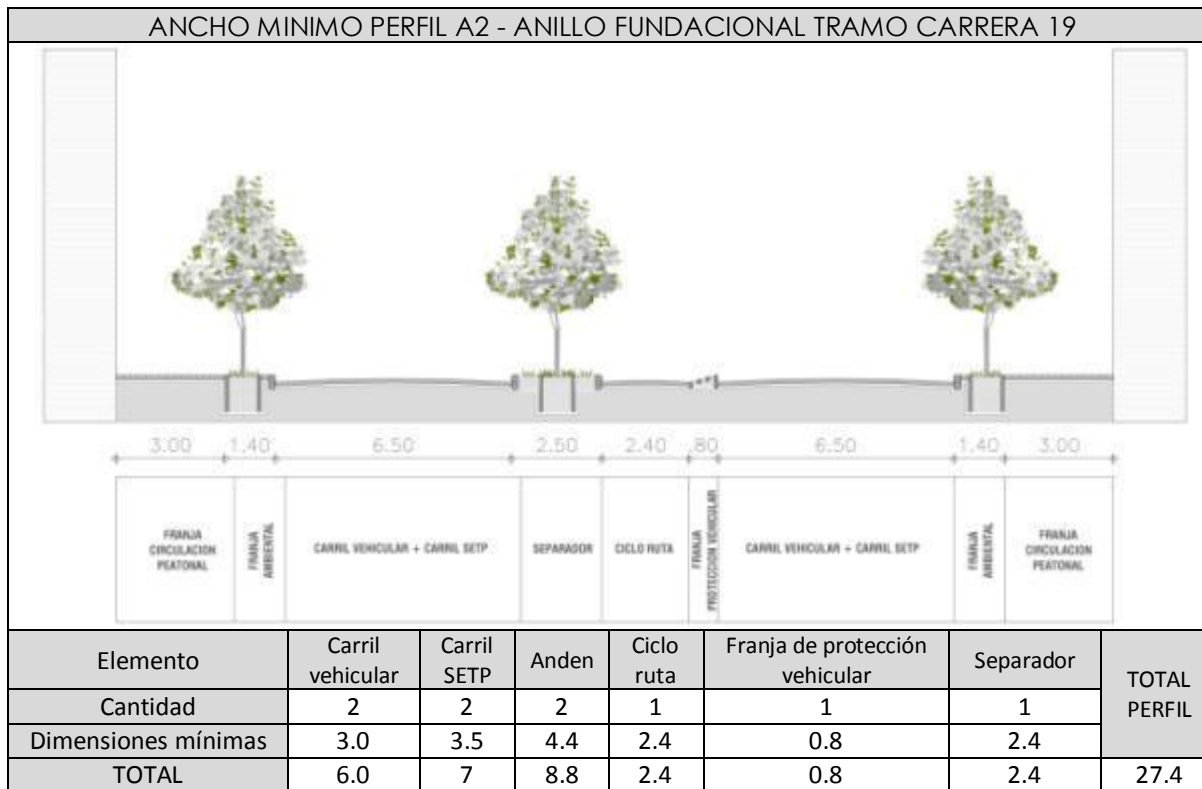 ANCHO MINIMO PERFIL A2 - ANILLO FUNDACIONAL TRAMO CARRERA 19
3.00 1.40 6.50 2.50 2.40 .80 6.50 1.40 3.00
FRANJA CIRCULACION PEATONAL
FRANJA AMBIENTAL
CARRIL VEHICULAR + CARRIL SETP
SEPARADOR
CICLO RUTA
FRANJA PROTECCION VEHICULAR
CARRIL VEHICULAR + CARRIL SETP
FRANJA AMBIENTAL
FRANJA CIRCULACION PEATONAL
Elemento Carril vehicular Carril SETP Anden Ciclo ruta Franja de protección vehicular Separador TOTAL PERFIL
Cantidad 2 2 2 1 1 1
Dimensiones mínimas 3.0 3.5 4.4 2.4 0.8 2.4
TOTAL 6.0 7 8.8 2.4 0.8 2.4 27.4